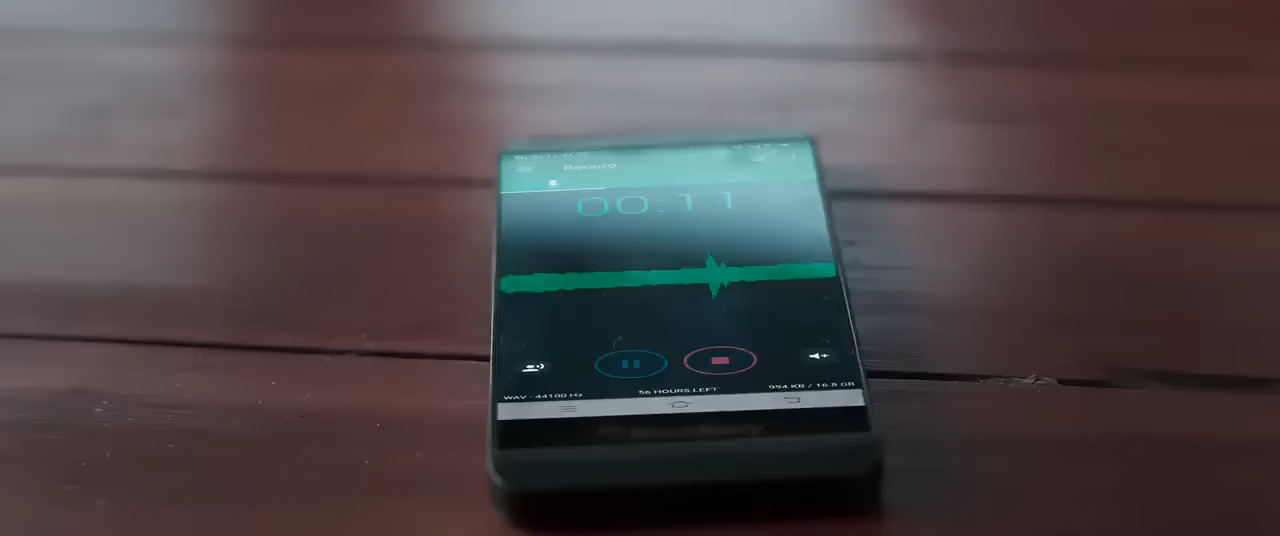 Record
00:11
WAV - 44100 Hz
56 HOURS LEFT
994 KB / 16.8 GB